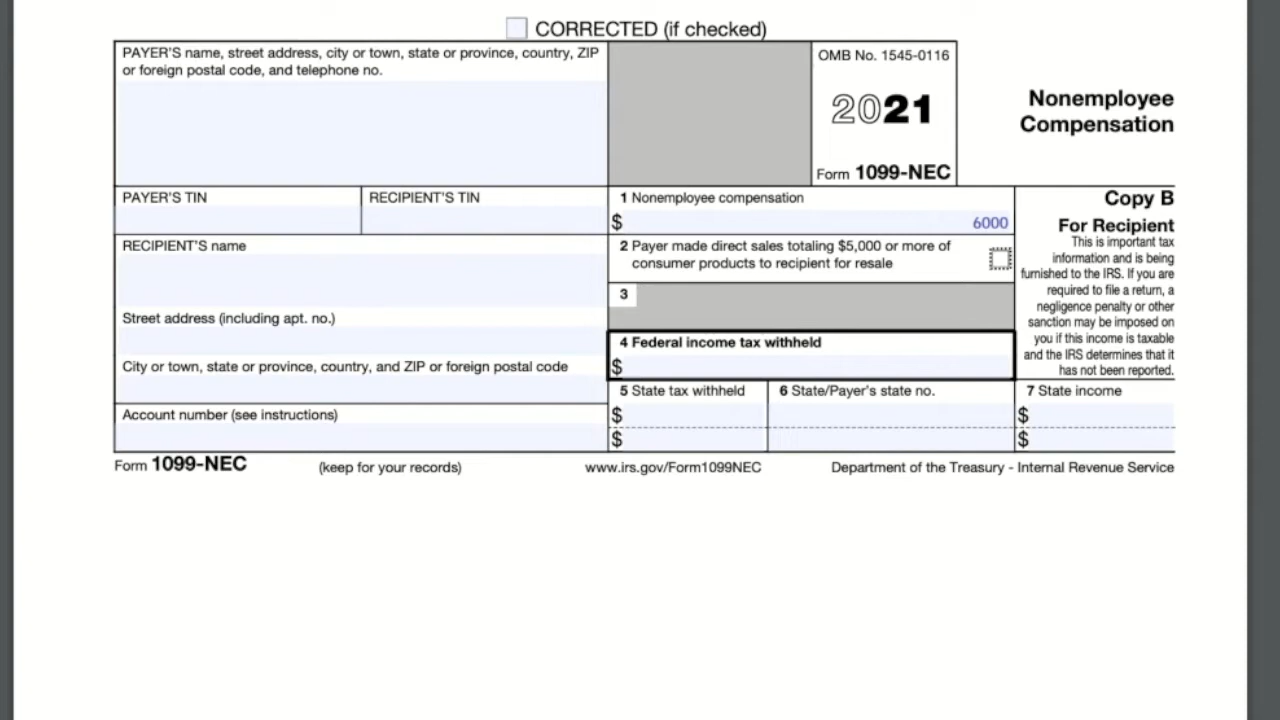 CORRECTED (if checked)
PAYER'S name, street address, city or town, state or province, country, ZIP
or foreign postal code, and telephone no.
OMB No. 1545-0116
2021
Form 1099-NEC
Nonemployee
Compensation
PAYER'S TIN
RECIPIENT'S TIN
1 Nonemployee compensation
$ 6000
Copy B
For Recipient
This is important tax
information and is being
furnished to the IRS. If you are
required to file a return, a
negligence penalty or other
sanction may be imposed on
you if this income is taxable
and the IRS determines that it
has not been reported.
RECIPIENT'S name
2 Payer made direct sales totaling $5,000 or more of
consumer products to recipient for resale
3
Street address (including apt. no.)
4 Federal income tax withheld
$
City or town, state or province, country, and ZIP or foreign postal code
5 State tax withheld
$
$
6 State/Payer's state no.
7 State income
$
$
Account number (see instructions)
Form 1099-NEC
(keep for your records)
www.irs.gov/Form1099NEC
Department of the Treasury - Internal Revenue Service